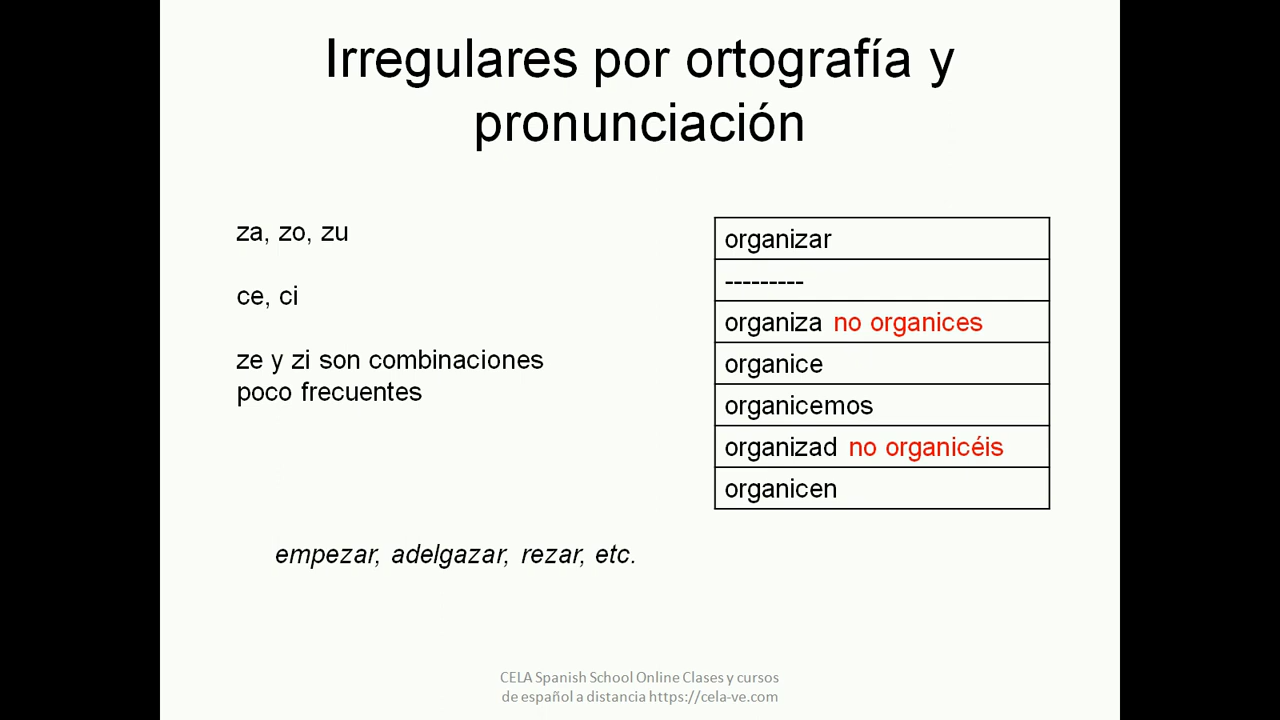 Irregulares por ortografía y
pronunciación
za, zo, zu
ce, ci
ze y zi son combinaciones
poco frecuentes
organizar
---------
organiza no organices
organice
organicemos
organizad no organicéis
organicen
empezar, adelgazar, rezar, etc.
CELA Spanish School Online Clases y cursos
de español a distancia https://cela-ve.com